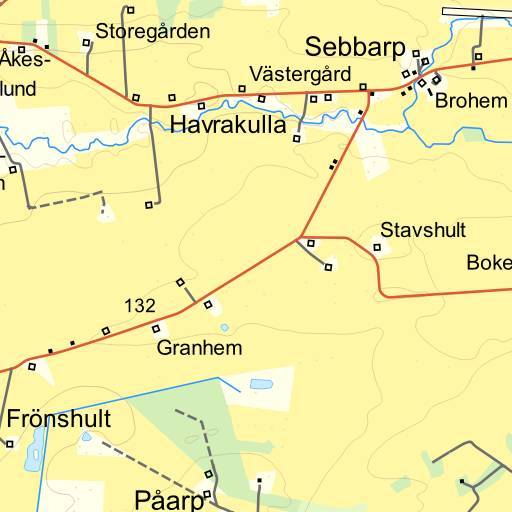 Storegården
Sebbarp
Åkes-
lund
Västergård
Brohem
Havrakulla
Stavshult
Boke
132
Granhem
Frönshult
Påarp